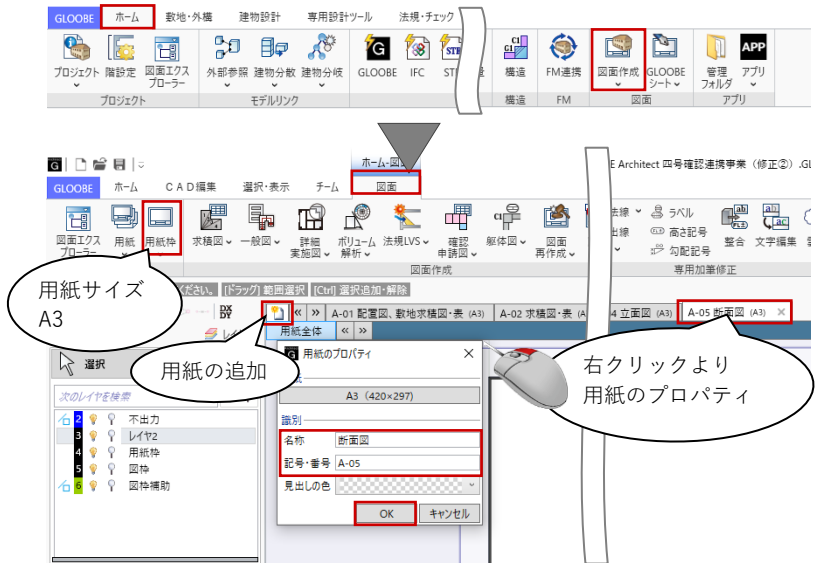 GLOOBE ホーム 敷地・外構 建物設計 専用設計ツール 法規・チェック
プロジェクト 階設定 図面エクスプローラー 外部参照 建物分散 建物分岐 GLOOBE IFC 構造 FM連携 図面作成 GLOOBEシート 管理フォルダ アプリ
G1 C1 G1 APP
プロジェクト モデルリンク 構造 FM 図面 アプリ
ホーム-図面
Architect 四号確認連携事業（修正②）.GL
GLOOBE ホーム CAD編集 選択・表示 チーム 図面
図面エクスプローラー 用紙 用紙枠 求積図 一般図 詳細実施図 ボリューム解析 法規LVS 確認申請図 躯体図 図面再作成 ラベル 高さ記号 勾配記号 整合 文字編集
図面作成 専用加筆修正
ください。 [ドラッグ] 範囲選択 [Ctrl] 選択追加・解除
用紙サイズ
A3
« » A-01 配置図、敷地求積図・表 (A3) A-02 求積図・表 立面図 (A3) A-05 断面図 (A3) ×
用紙全体 « »
用紙の追加
選択
次のレイヤを検索
2 不出力
3 レイヤ2
4 用紙枠
5 図枠
6 図枠補助
用紙のプロパティ ×
A3 (420×297)
識別
名称 断面図
記号・番号 A-05
見出しの色
OK キャンセル
右クリックより
用紙のプロパティ